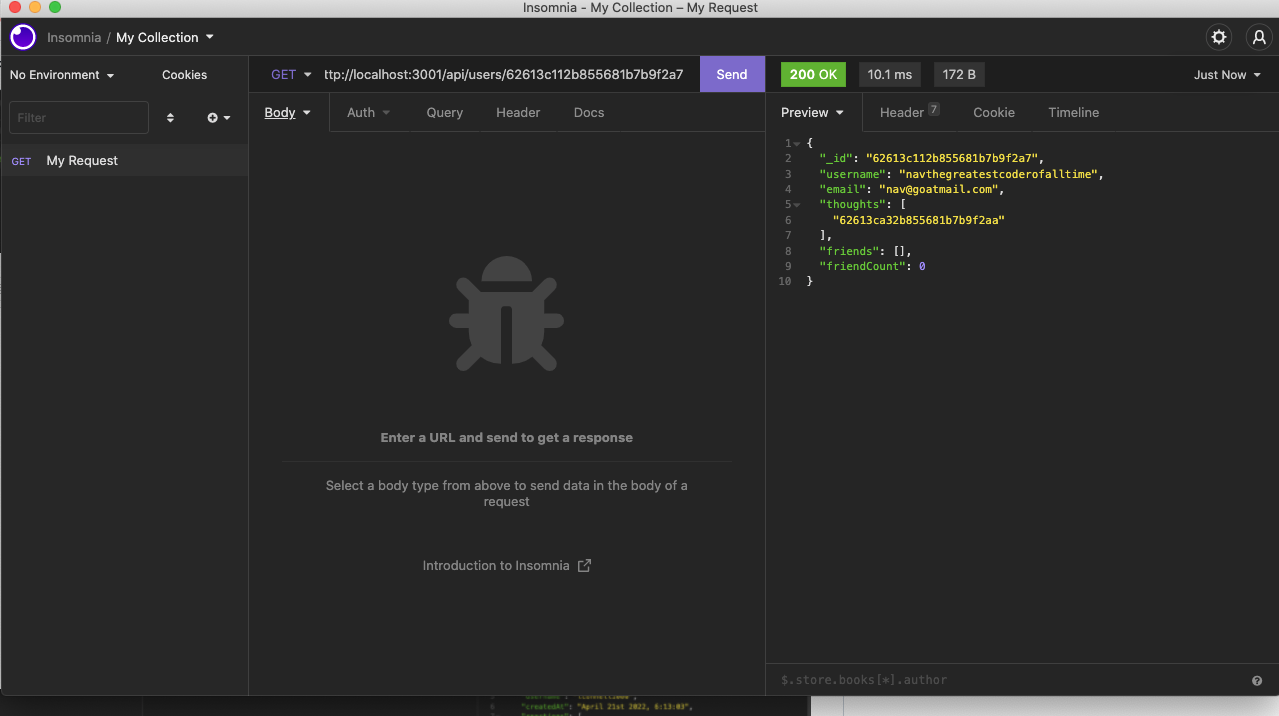 Insomnia - My Collection – My Request
Insomnia / My Collection
No Environment
Cookies
GET ttp://localhost:3001/api/users/62613c112b855681b7b9f2a7 Send
200 OK 10.1 ms 172 B
Just Now
Filter
GET My Request
Body Auth Query Header Docs
Enter a URL and send to get a response
Select a body type from above to send data in the body of a
request
Introduction to Insomnia
Preview Header 7 Cookie Timeline
1 {
2 "_id": "62613c112b855681b7b9f2a7",
3 "username": "navthegreatestcoderofalltime",
4 "email": "nav@goatmail.com",
5 "thoughts": [
6 "62613ca32b855681b7b9f2aa"
7 ],
8 "friends": [],
9 "friendCount": 0
10 }
$.store.books[*].author
6 "createdAt": "April 21st 2022, 6:13:03",